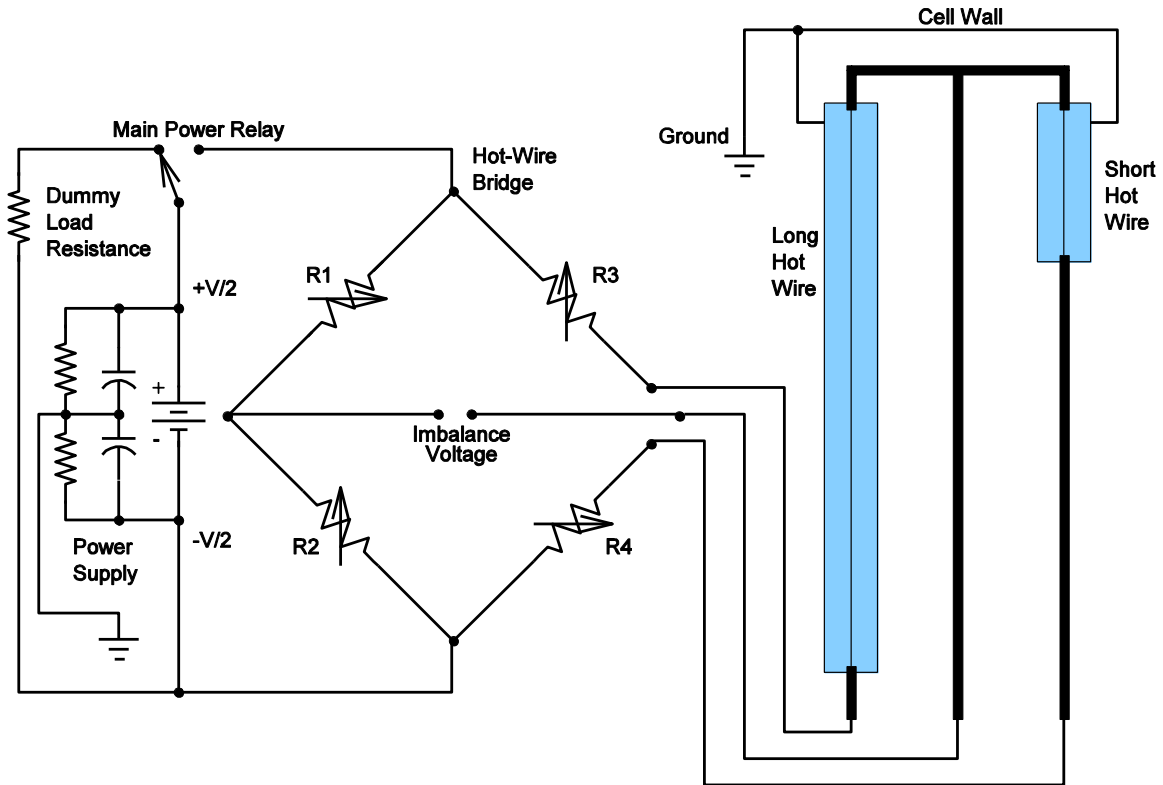 Cell Wall
Main Power Relay
Ground
Hot-Wire
Bridge
Short
Hot
Wire
Dummy
Load
Resistance
Long
Hot
Wire
R1
R3
+V/2
+
-
Imbalance
Voltage
-V/2
R2
R4
Power
Supply